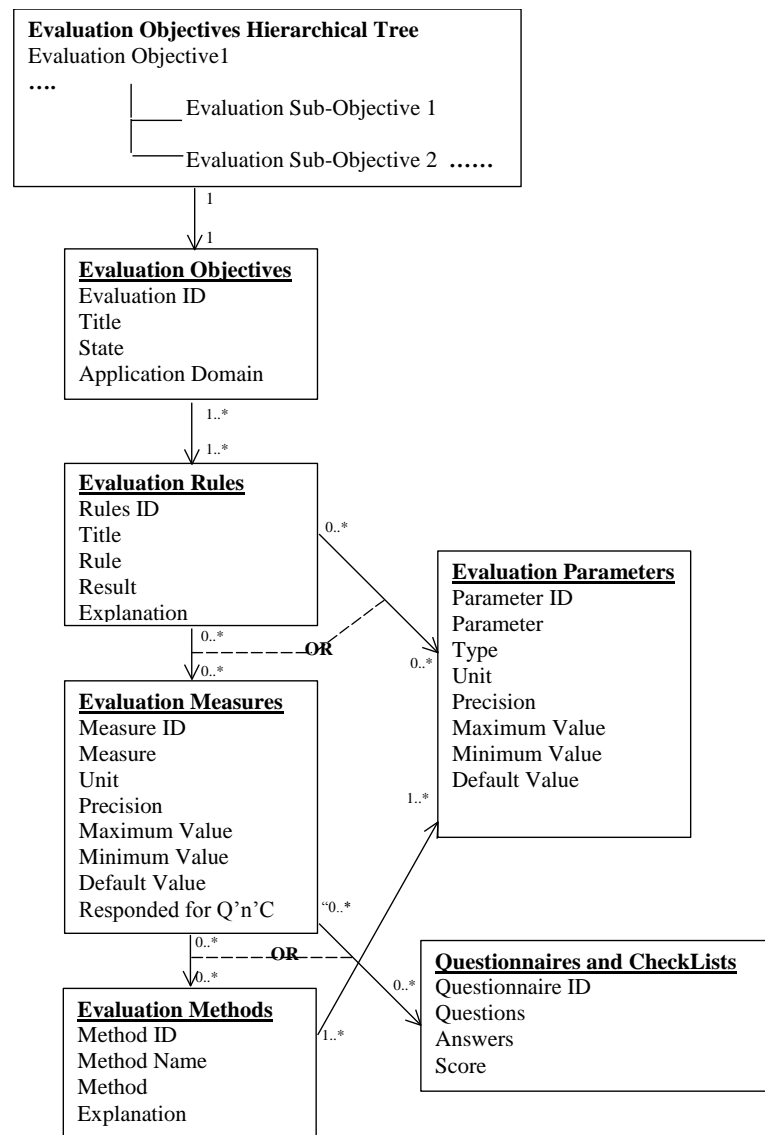 Evaluation Objectives Hierarchical Tree
Evaluation Objective1
....
Evaluation Sub-Objective 1
Evaluation Sub-Objective 2 ......
1
1
Evaluation Objectives
Evaluation ID
Title
State
Application Domain
1..*
1..*
Evaluation Rules
Rules ID
Title
Rule
Result
Explanation
0..*
0..*
OR
0..*
0..*
Evaluation Parameters
Parameter ID
Parameter
Type
Unit
Precision
Maximum Value
Minimum Value
Default Value
1..*
Evaluation Measures
Measure ID
Measure
Unit
Precision
Maximum Value
Minimum Value
Default Value
Responded for Q’n’C
“0..*
0..*
OR
0..*
0..*
Questionnaires and CheckLists
Questionnaire ID
Questions
Answers
Score
Evaluation Methods
Method ID
Method Name
Method
Explanation
1..*